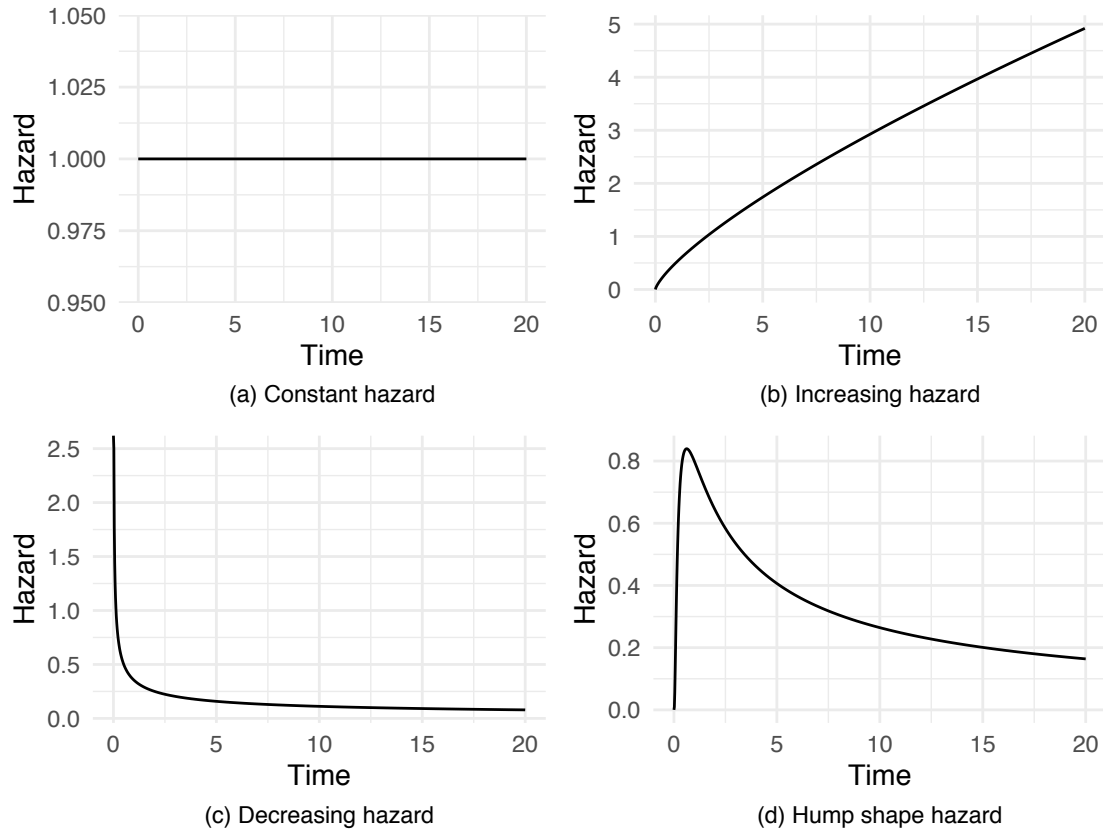 1.050
1.025
1.000
0.975
0.950
Hazard
0 5 10 15 20
Time
(a) Constant hazard
5
4
3
2
1
0
Hazard
0 5 10 15 20
Time
(b) Increasing hazard
2.5
2.0
1.5
1.0
0.5
0.0
Hazard
0 5 10 15 20
Time
(c) Decreasing hazard
0.8
0.6
0.4
0.2
0.0
Hazard
0 5 10 15 20
Time
(d) Hump shape hazard